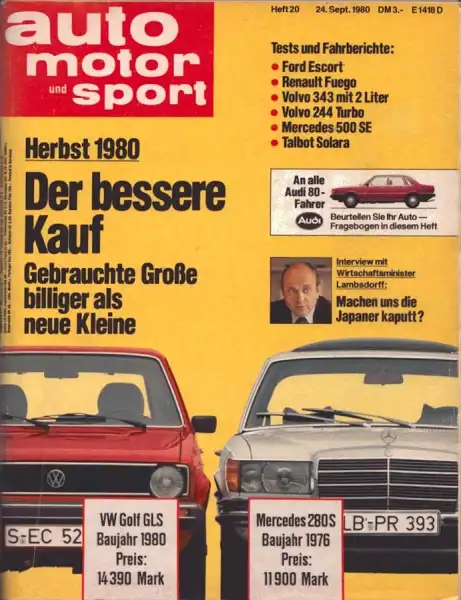 Heft 20 24. Sept. 1980 DM 3.- E 1418 D
auto
motor
und sport
Tests und Fahrberichte:
• Ford Escort
• Renault Fuego
• Volvo 343 mit 2 Liter
• Volvo 244 Turbo
• Mercedes 500 SE
• Talbot Solara
Herbst 1980
Der bessere
Kauf
Gebrauchte Große
billiger als
neue Kleine
An alle
Audi 80-
Fahrer
Audi
Beurteilen Sie Ihr Auto —
Fragebogen in diesem Heft
Interview mit
Wirtschaftsminister
Lambsdorff:
Machen uns die
Japaner kaputt?
S-EC 52
VW Golf GLS
Baujahr 1980
Preis:
14 390 Mark
Mercedes 280 S
Baujahr 1976
Preis:
11 900 Mark
LB-PR 393